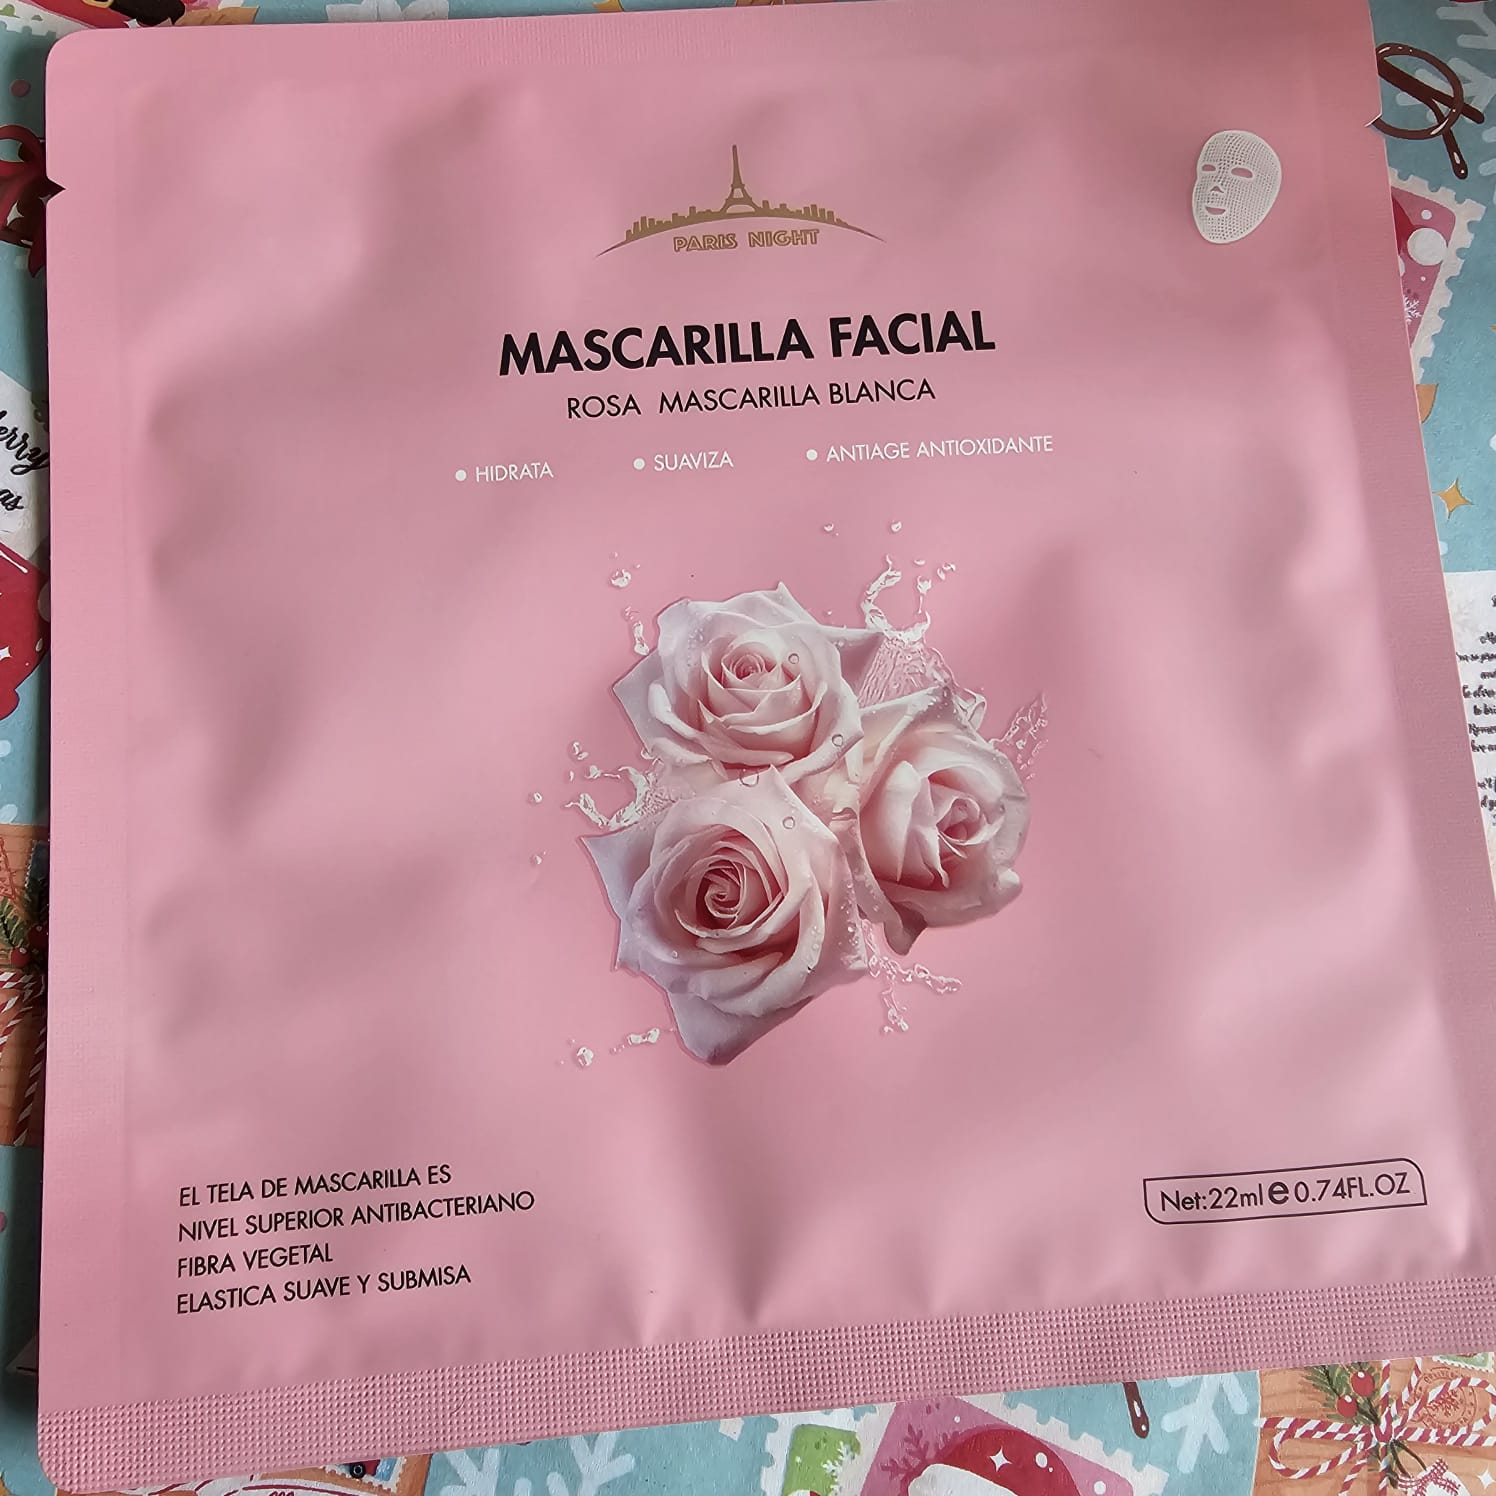 PARIS NIGHT
MASCARILLA FACIAL
ROSA MASCARILLA BLANCA
• HIDRATA • SUAVIZA • ANTIAGE ANTIOXIDANTE
EL TELA DE MASCARILLA ES
NIVEL SUPERIOR ANTIBACTERIANO
FIBRA VEGETAL
ELASTICA SUAVE Y SUBMISA
Net:22ml e 0.74FL.OZ